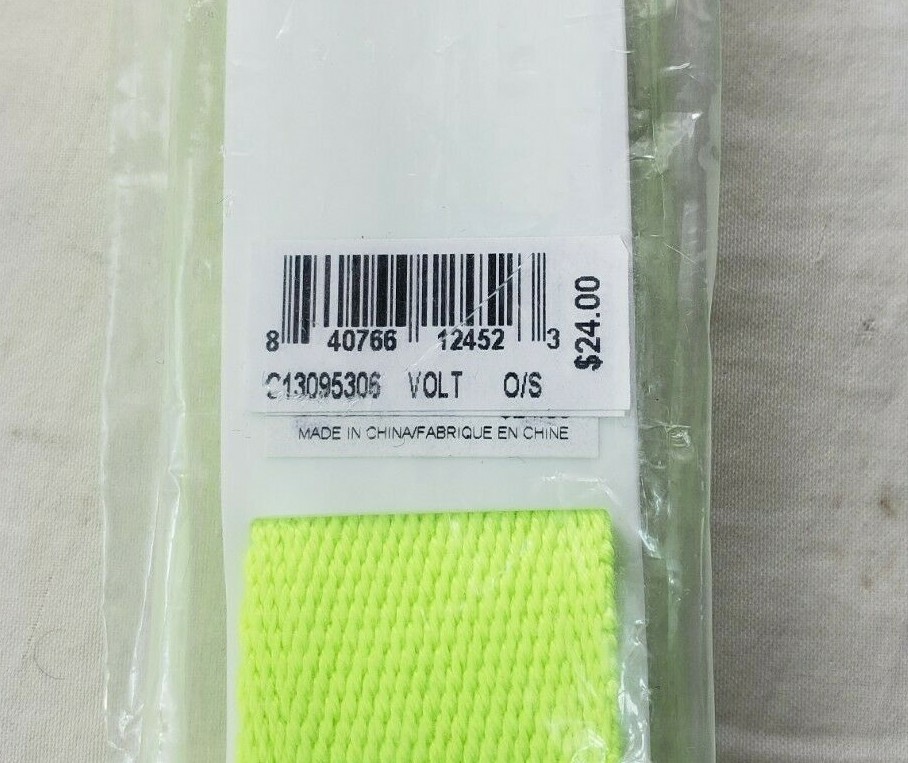 8 40766 12452 3
$24.00
C13095306 VOLT O/S
MADE IN CHINA/FABRIQUE EN CHINE